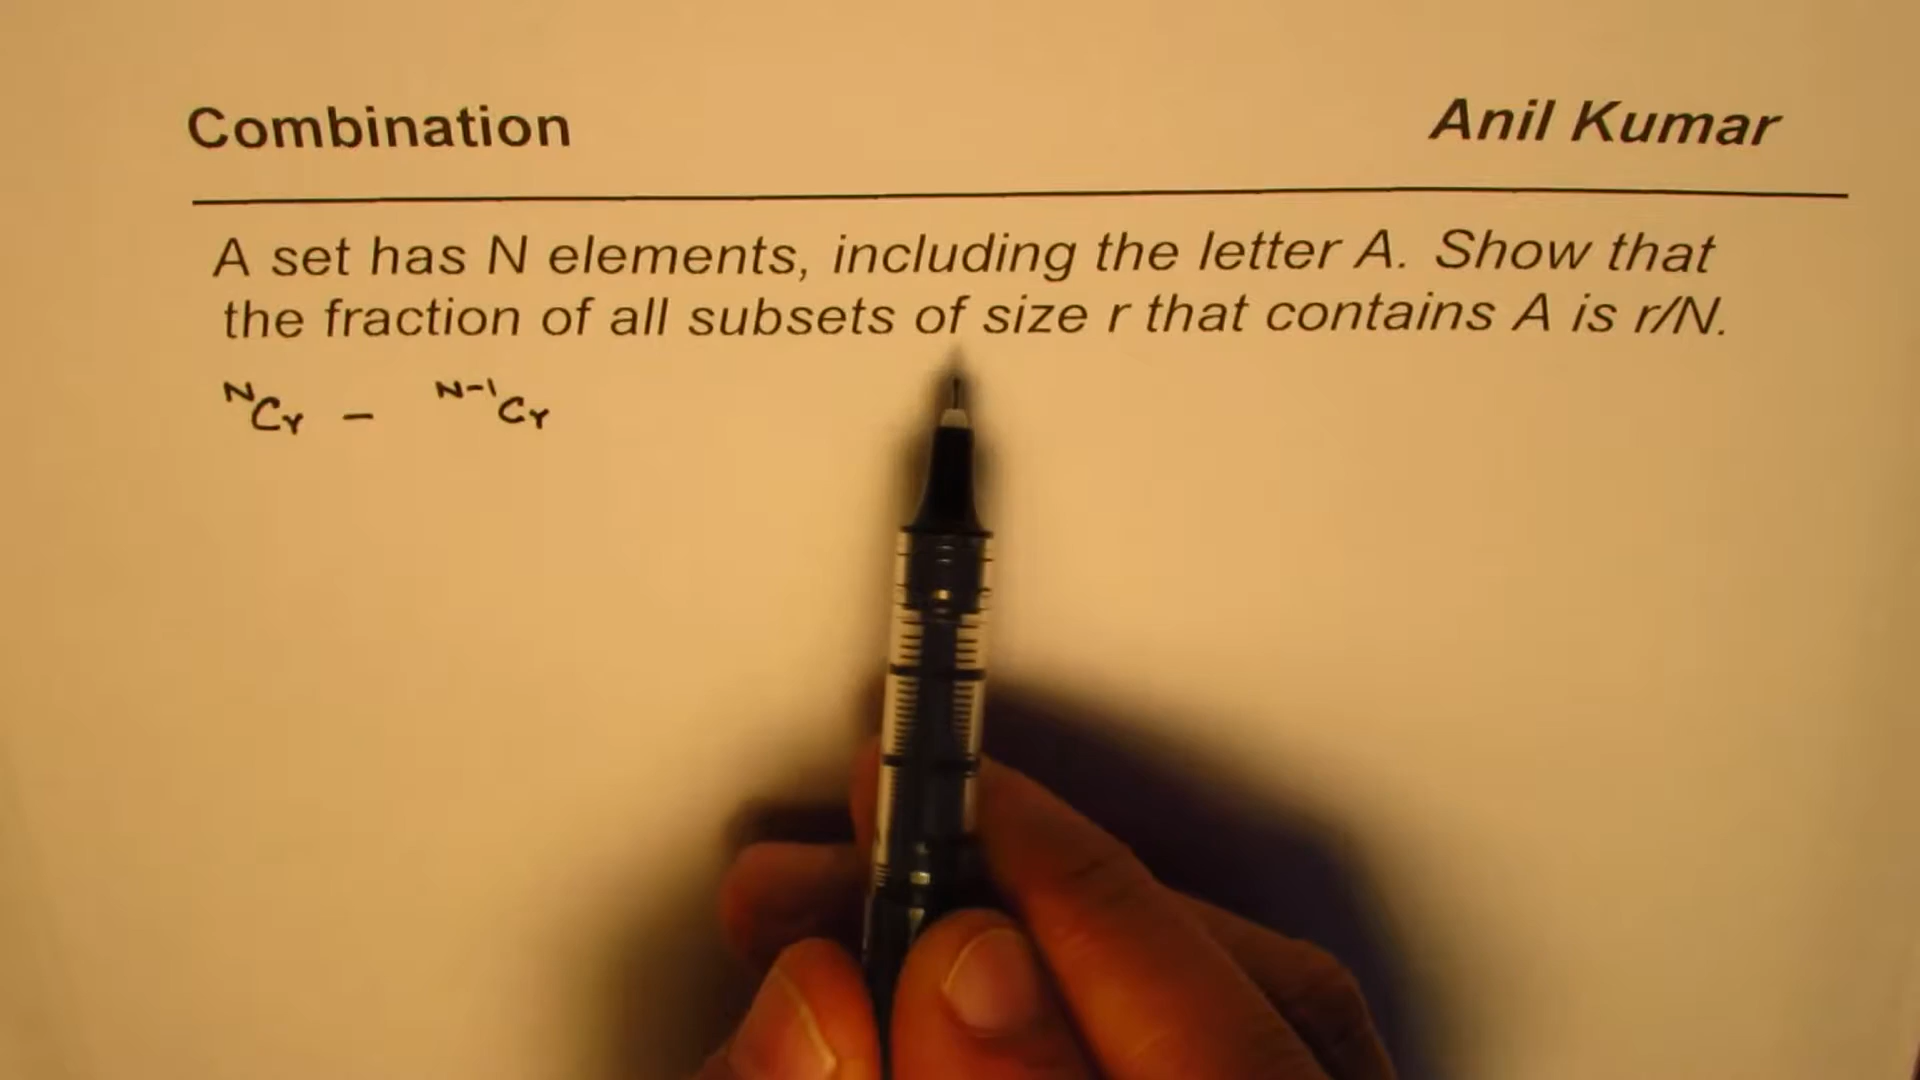 Combination Anil Kumar
A set has N elements, including the letter A. Show that
the fraction of all subsets of size r that contains A is r/N.
ᴺCr - ᴺ⁻¹Cr